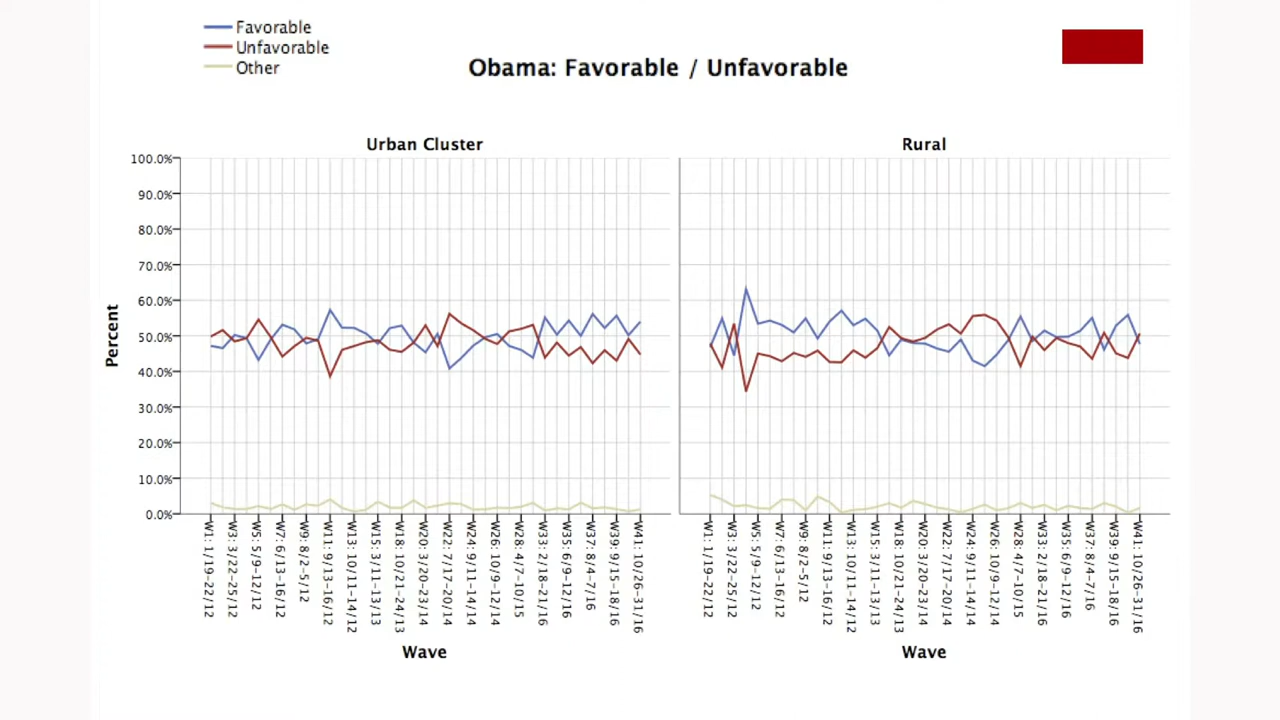 Favorable
Unfavorable
Other
Obama: Favorable / Unfavorable
Urban Cluster
Rural
Percent
100.0%
90.0%
80.0%
70.0%
60.0%
50.0%
40.0%
30.0%
20.0%
10.0%
0.0%
W1: 1/19-22/12
W3: 3/22-25/12
W5: 5/9-12/12
W7: 6/13-16/12
W9: 8/2-5/12
W11: 9/13-16/12
W13: 10/11-14/12
W15: 3/11-13/13
W18: 10/21-24/13
W20: 3/20-23/14
W22: 7/17-20/14
W24: 9/11-14/14
W26: 10/9-12/14
W28: 4/7-10/15
W33: 2/18-21/16
W35: 6/9-12/16
W37: 8/4-7/16
W39: 9/15-18/16
W41: 10/26-31/16
W1: 1/19-22/12
W3: 3/22-25/12
W5: 5/9-12/12
W7: 6/13-16/12
W9: 8/2-5/12
W11: 9/13-16/12
W13: 10/11-14/12
W15: 3/11-13/13
W18: 10/21-24/13
W20: 3/20-23/14
W22: 7/17-20/14
W24: 9/11-14/14
W26: 10/9-12/14
W28: 4/7-10/15
W33: 2/18-21/16
W35: 6/9-12/16
W37: 8/4-7/16
W39: 9/15-18/16
W41: 10/26-31/16
Wave
Wave